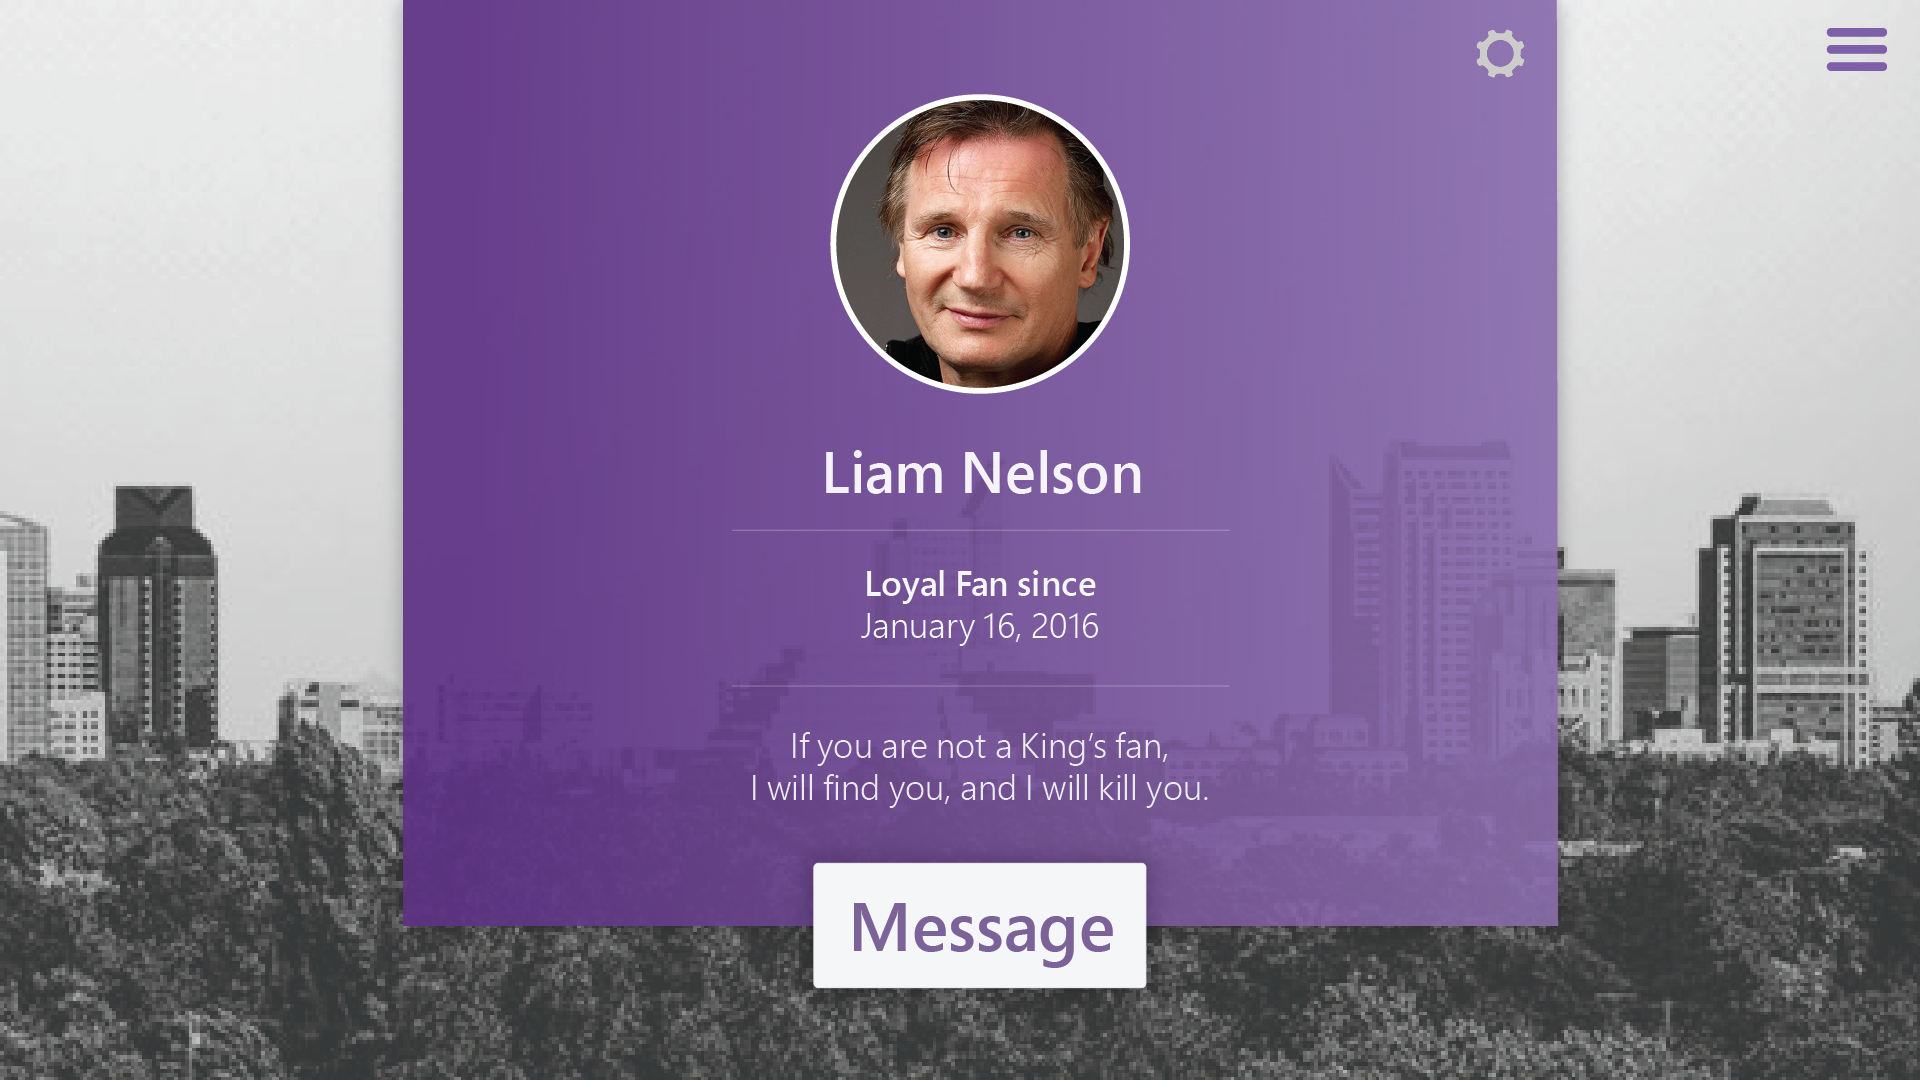 Liam Nelson
Loyal Fan since
January 16, 2016
If you are not a King’s fan,
I will find you, and I will kill you.
Message